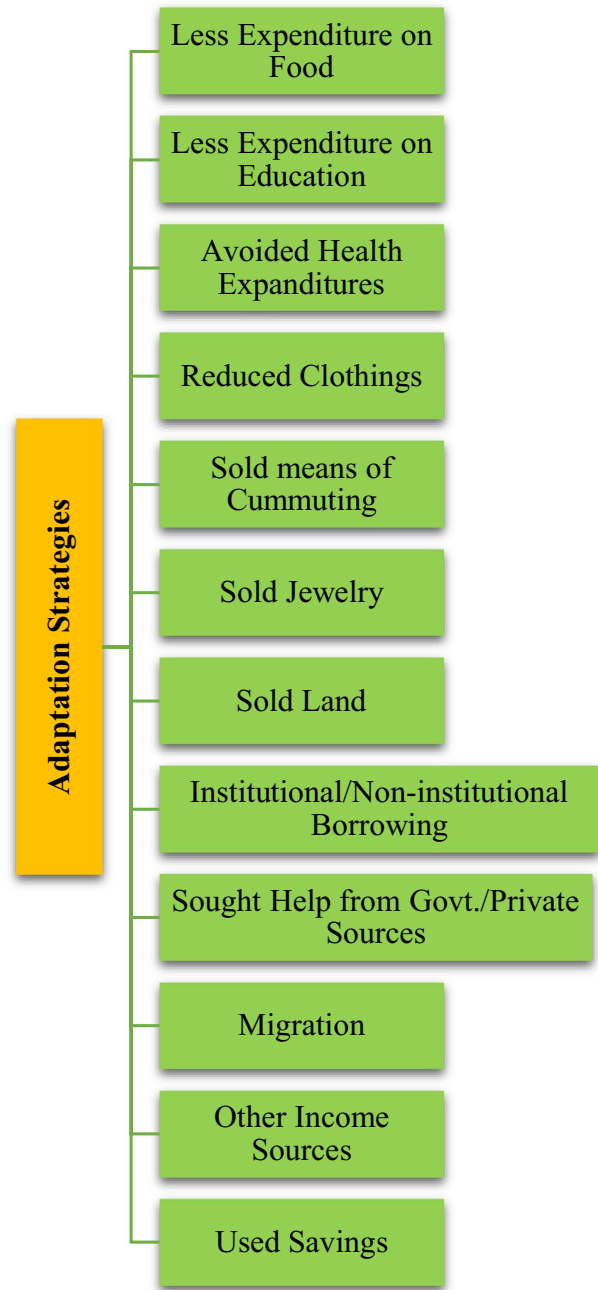 Adaptation Strategies
Less Expenditure on
Food
Less Expenditure on
Education
Avoided Health
Expanditures
Reduced Clothings
Sold means of
Cummuting
Sold Jewelry
Sold Land
Institutional/Non-institutional
Borrowing
Sought Help from Govt./Private
Sources
Migration
Other Income
Sources
Used Savings